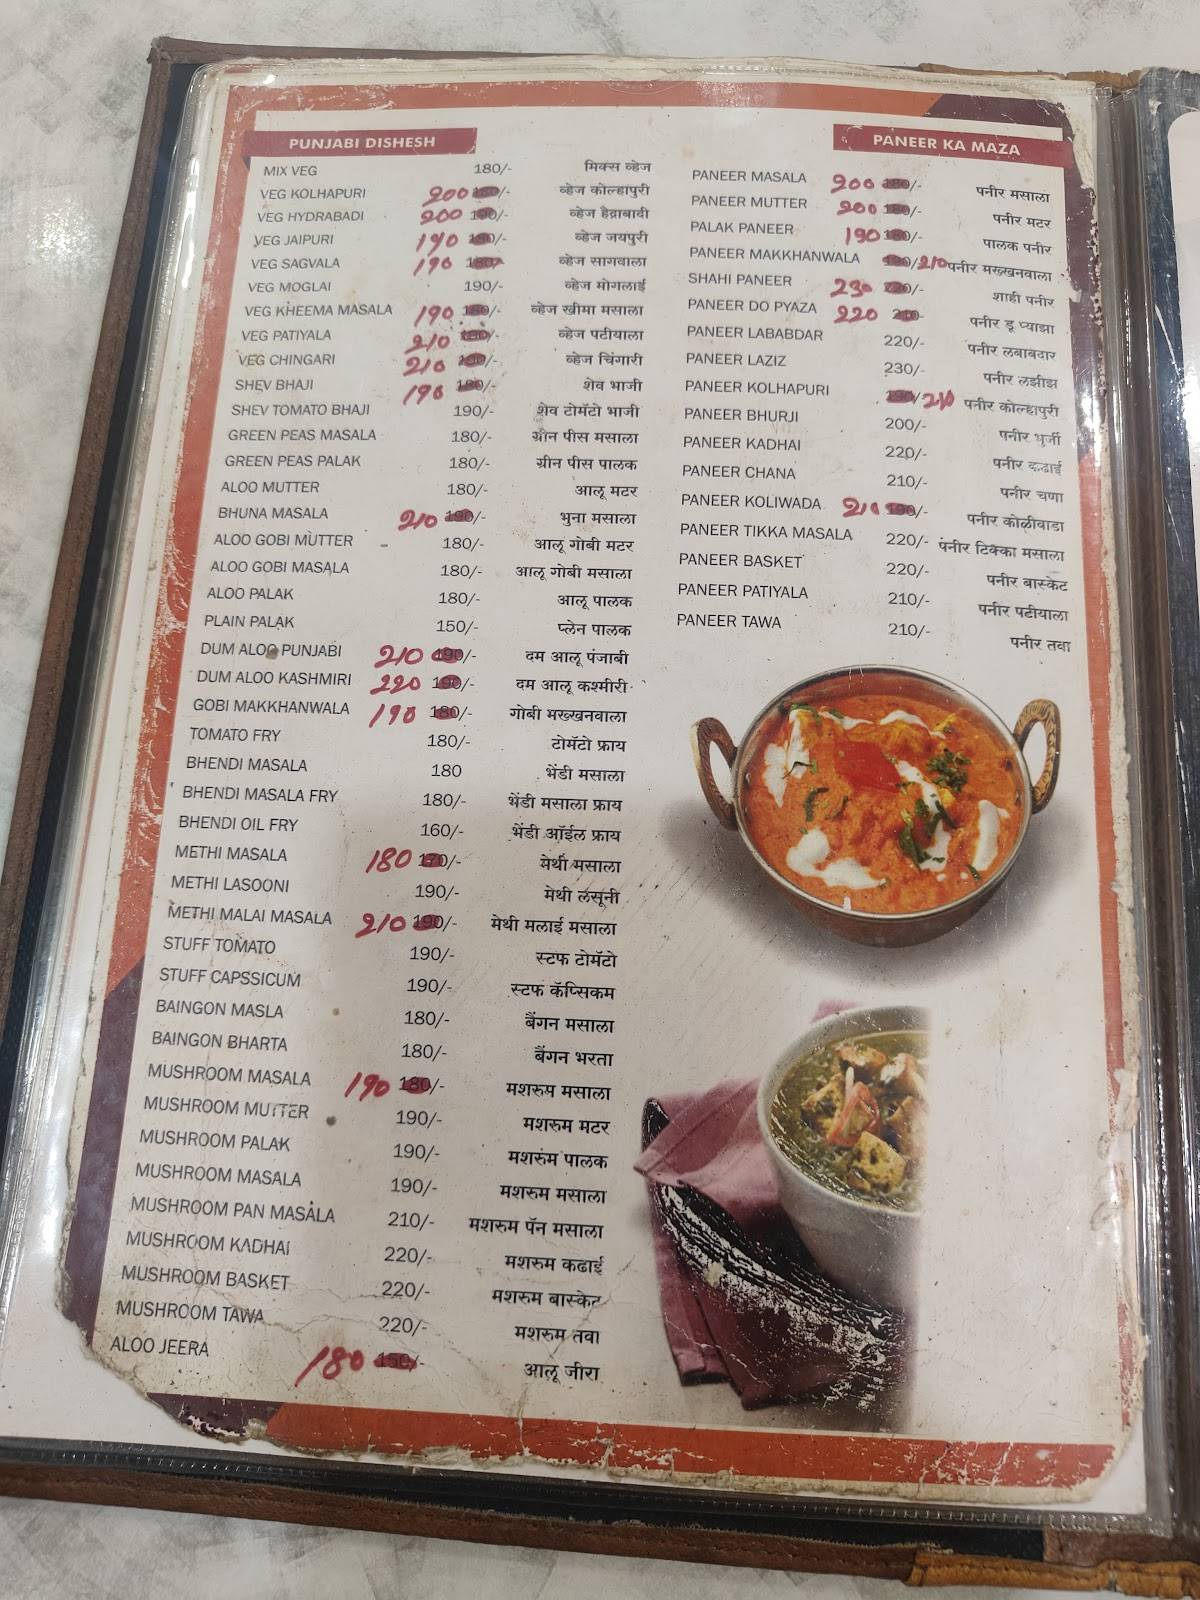 PUNJABI DISHESH
MIX VEG 180/- मिक्स व्हेज
VEG KOLHAPURI 200 180/- व्हेज कोल्हापुरी
VEG HYDRABADI 200 190/- व्हेज हैद्राबादी
VEG JAIPURI 190 180/- व्हेज जयपुरी
VEG SAGVALA 190 180/- व्हेज सागवाला
VEG MOGLAI 190/- व्हेज मोगलाई
VEG KHEEMA MASALA 190 180/- व्हेज खीमा मसाला
VEG PATIYALA 210 190/- व्हेज पटीयाला
VEG CHINGARI 210 190/- व्हेज चिंगारी
SHEV BHAJI 190 180/- शेव भाजी
SHEV TOMATO BHAJI 190/- शेव टोमॅटो भाजी
GREEN PEAS MASALA 180/- ग्रीन पीस मसाला
GREEN PEAS PALAK 180/- ग्रीन पीस पालक
ALOO MUTTER 180/- आलू मटर
BHUNA MASALA 210 190/- भुना मसाला
ALOO GOBI MUTTER 180/- आलू गोबी मटर
ALOO GOBI MASALA 180/- आलू गोबी मसाला
ALOO PALAK 180/- आलू पालक
PLAIN PALAK 150/- प्लेन पालक
DUM ALOO PUNJABI 210 190/- दम आलू पंजाबी
DUM ALOO KASHMIRI 220 190/- दम आलू कश्मीरी
GOBI MAKKHANWALA 190 180/- गोबी मख्खनवाला
TOMATO FRY 180/- टोमॅटो फ्राय
BHENDI MASALA 180 भेंडी मसाला
BHENDI MASALA FRY 180/- भेंडी मसाला फ्राय
BHENDI OIL FRY 160/- भेंडी ऑईल फ्राय
METHI MASALA 180 170/- मेथी मसाला
METHI LASOONI 190/- मेथी लसूनी
METHI MALAI MASALA 210 190/- मेथी मलाई मसाला
STUFF TOMATO 190/- स्टफ टोमॅटो
STUFF CAPSSICUM 190/- स्टफ कॅप्सिकम
BAINGON MASLA 180/- बैंगन मसाला
BAINGON BHARTA 180/- बैंगन भरता
MUSHROOM MASALA 190 180/- मशरूम मसाला
MUSHROOM MUTTER 190/- मशरुम मटर
MUSHROOM PALAK 190/- मशरुम पालक
MUSHROOM MASALA 190/- मशरुम मसाला
MUSHROOM PAN MASALA 210/- मशरुम पॅन मसाला
MUSHROOM KADHAI 220/- मशरुम कढाई
MUSHROOM BASKET 220/- मशरुम बास्केट
MUSHROOM TAWA 220/- मशरुम तवा
ALOO JEERA 180 150/- आलू जीरा
PANEER KA MAZA
PANEER MASALA 200 180/- पनीर मसाला
PANEER MUTTER 200 180/- पनीर मटर
PALAK PANEER 190 180/- पालक पनीर
PANEER MAKKHANWALA 190/ 210 पनीर मख्खनवाला
SHAHI PANEER 230 220/- शाही पनीर
PANEER DO PYAZA 220 210- पनीर डू प्याझा
PANEER LABABDAR 220/- पनीर लबाबदार
PANEER LAZIZ 230/- पनीर लझीझ
PANEER KOLHAPURI 190/ 210 पनीर कोल्हापुरी
PANEER BHURJI 200/- पनीर भुर्जी
PANEER KADHAI 220/- पनीर कढाई
PANEER CHANA 210/- पनीर चणा
PANEER KOLIWADA 210 190/- पनीर कोळीवाडा
PANEER TIKKA MASALA 220/- पनीर टिक्का मसाला
PANEER BASKET 220/- पनीर बास्केट
PANEER PATIYALA 210/- पनीर पटीयाला
PANEER TAWA 210/- पनीर तवा